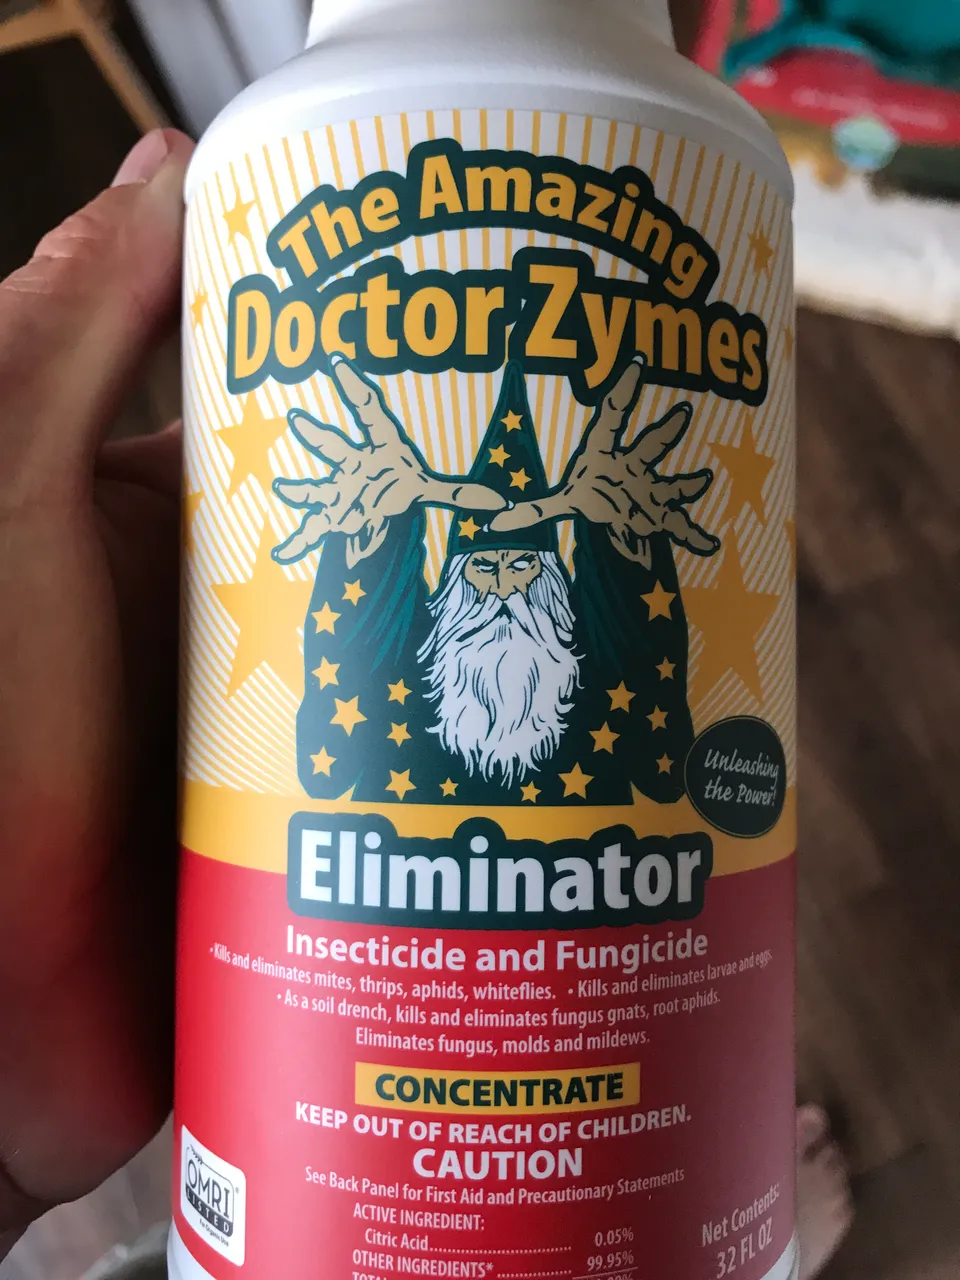 The Amazing
Doctor Zymes
Unleashing
the Power!
Eliminator
Insecticide and Fungicide
• Kills and eliminates mites, thrips, aphids, whiteflies. • Kills and eliminates larvae and eggs.
• As a soil drench, kills and eliminates fungus gnats, root aphids.
Eliminates fungus, molds and mildews.
CONCENTRATE
KEEP OUT OF REACH OF CHILDREN.
CAUTION
See Back Panel for First Aid and Precautionary Statements
ACTIVE INGREDIENT:
Citric Acid.......................... 0.05%
OTHER INGREDIENTS*............... 99.95%
OMRI
LISTED
For Organic Use
Net Contents:
32 FL OZ